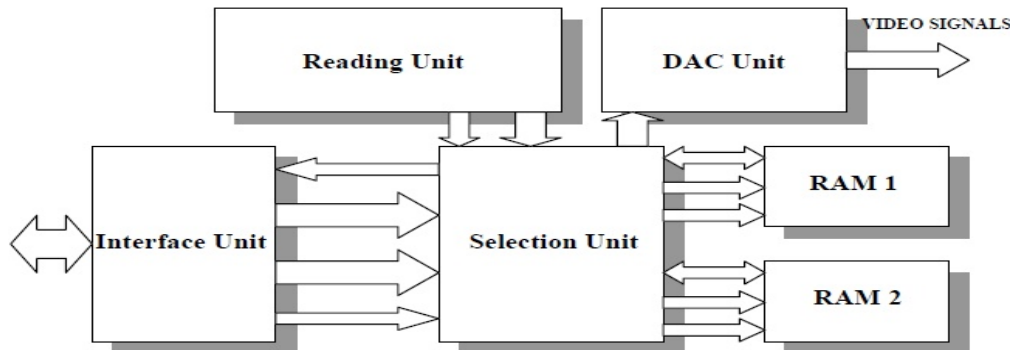 VIDEO SIGNALS
Reading Unit
DAC Unit
RAM 1
Interface Unit
Selection Unit
RAM 2